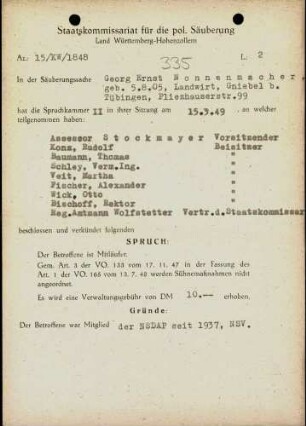 Staatskommissariat für die pol. Säuberung
Land Württemberg-Hohenzollern
Az: 15/KW/1848
335
L. 2
In der Säuberungssache Georg Ernst Nonnenmacher
geb. 5.8.05, Landwirt, Gniebel b.
Tübingen, Pliezhauserstr.99
hat die Spruchkammer II in ihrer Sitzung am 15.3.49 an welcher
teilgenommen haben:
Assessor Stockmayer Vorsitzender
Konz, Rudolf Beisitzer
Baumann, Thomas "
Schley, Verm.Ing. "
Veit, Martha "
Fischer, Alexander "
Wick, Otto "
Bischoff, Rektor "
Reg.Amtmann Wolfstetter Vertr.d.Staatskommissar
beschlossen und verkündet folgenden
SPRUCH:
Der Betroffene ist Mitläufer.
Gem. Art. 3 der VO. 133 vom 17. 11. 47 in der Fassung des
Art. 1 der VO. 165 vom 13. 7. 48 werden Sühnemaßnahmen nicht
angeordnet.
Es wird eine Verwaltungsgebühr von DM 10.-- erhoben.
Gründe:
Der Betroffene war Mitglied der NSDAP seit 1937, NSV.